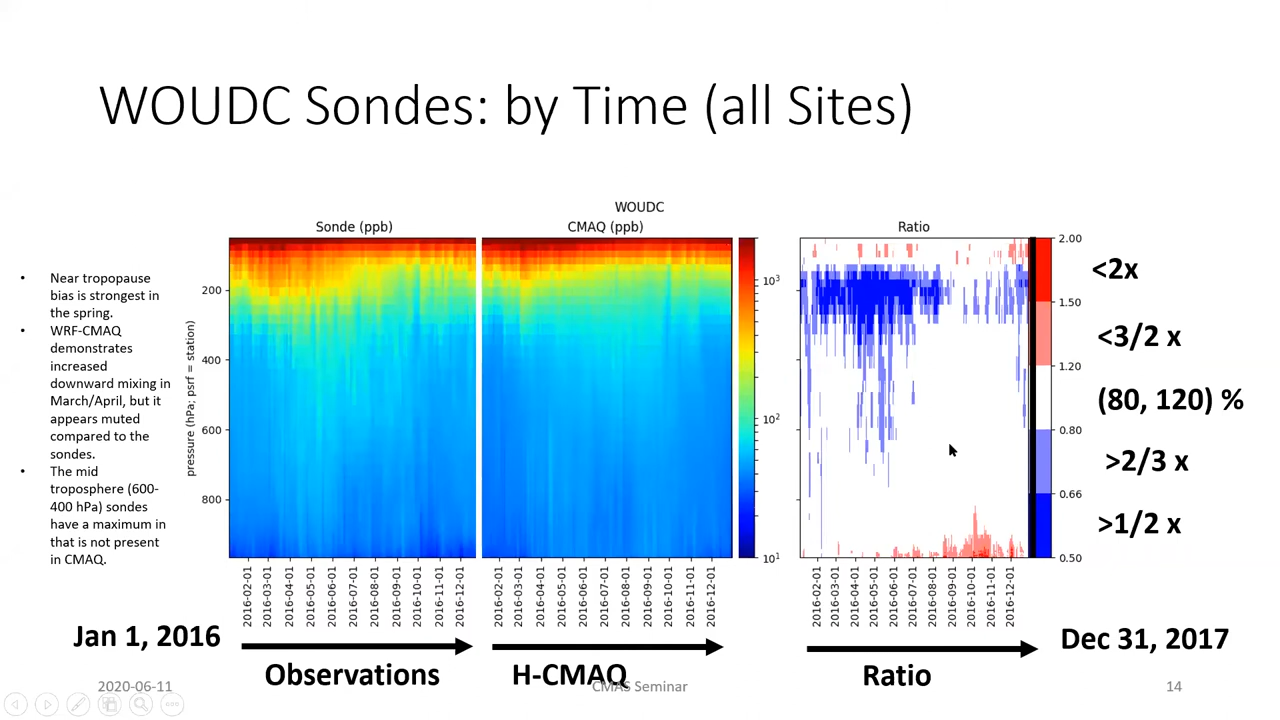 WOUDC Sondes: by Time (all Sites)
• Near tropopause
bias is strongest in
the spring.
• WRF-CMAQ
demonstrates
increased
downward mixing in
March/April, but it
appears muted
compared to the
sondes.
• The mid
troposphere (600-
400 hPa) sondes
have a maximum in
that is not present
in CMAQ.
WOUDC
Sonde (ppb)
CMAQ (ppb)
Ratio
pressure (hPa; psrf = station)
200
400
600
800
2016-02-01
2016-03-01
2016-04-01
2016-05-01
2016-06-01
2016-07-01
2016-08-01
2016-09-01
2016-10-01
2016-11-01
2016-12-01
2016-02-01
2016-03-01
2016-04-01
2016-05-01
2016-06-01
2016-07-01
2016-08-01
2016-09-01
2016-10-01
2016-11-01
2016-12-01
10³
10²
10¹
2016-02-01
2016-03-01
2016-04-01
2016-05-01
2016-06-01
2016-07-01
2016-08-01
2016-09-01
2016-10-01
2016-11-01
2016-12-01
2.00
1.50
1.20
0.80
0.66
0.50
<2x
<3/2 x
(80, 120) %
>2/3 x
>1/2 x
Jan 1, 2016
Observations
H-CMAQ
Ratio
Dec 31, 2017
2020-06-11
CMAS Seminar
14